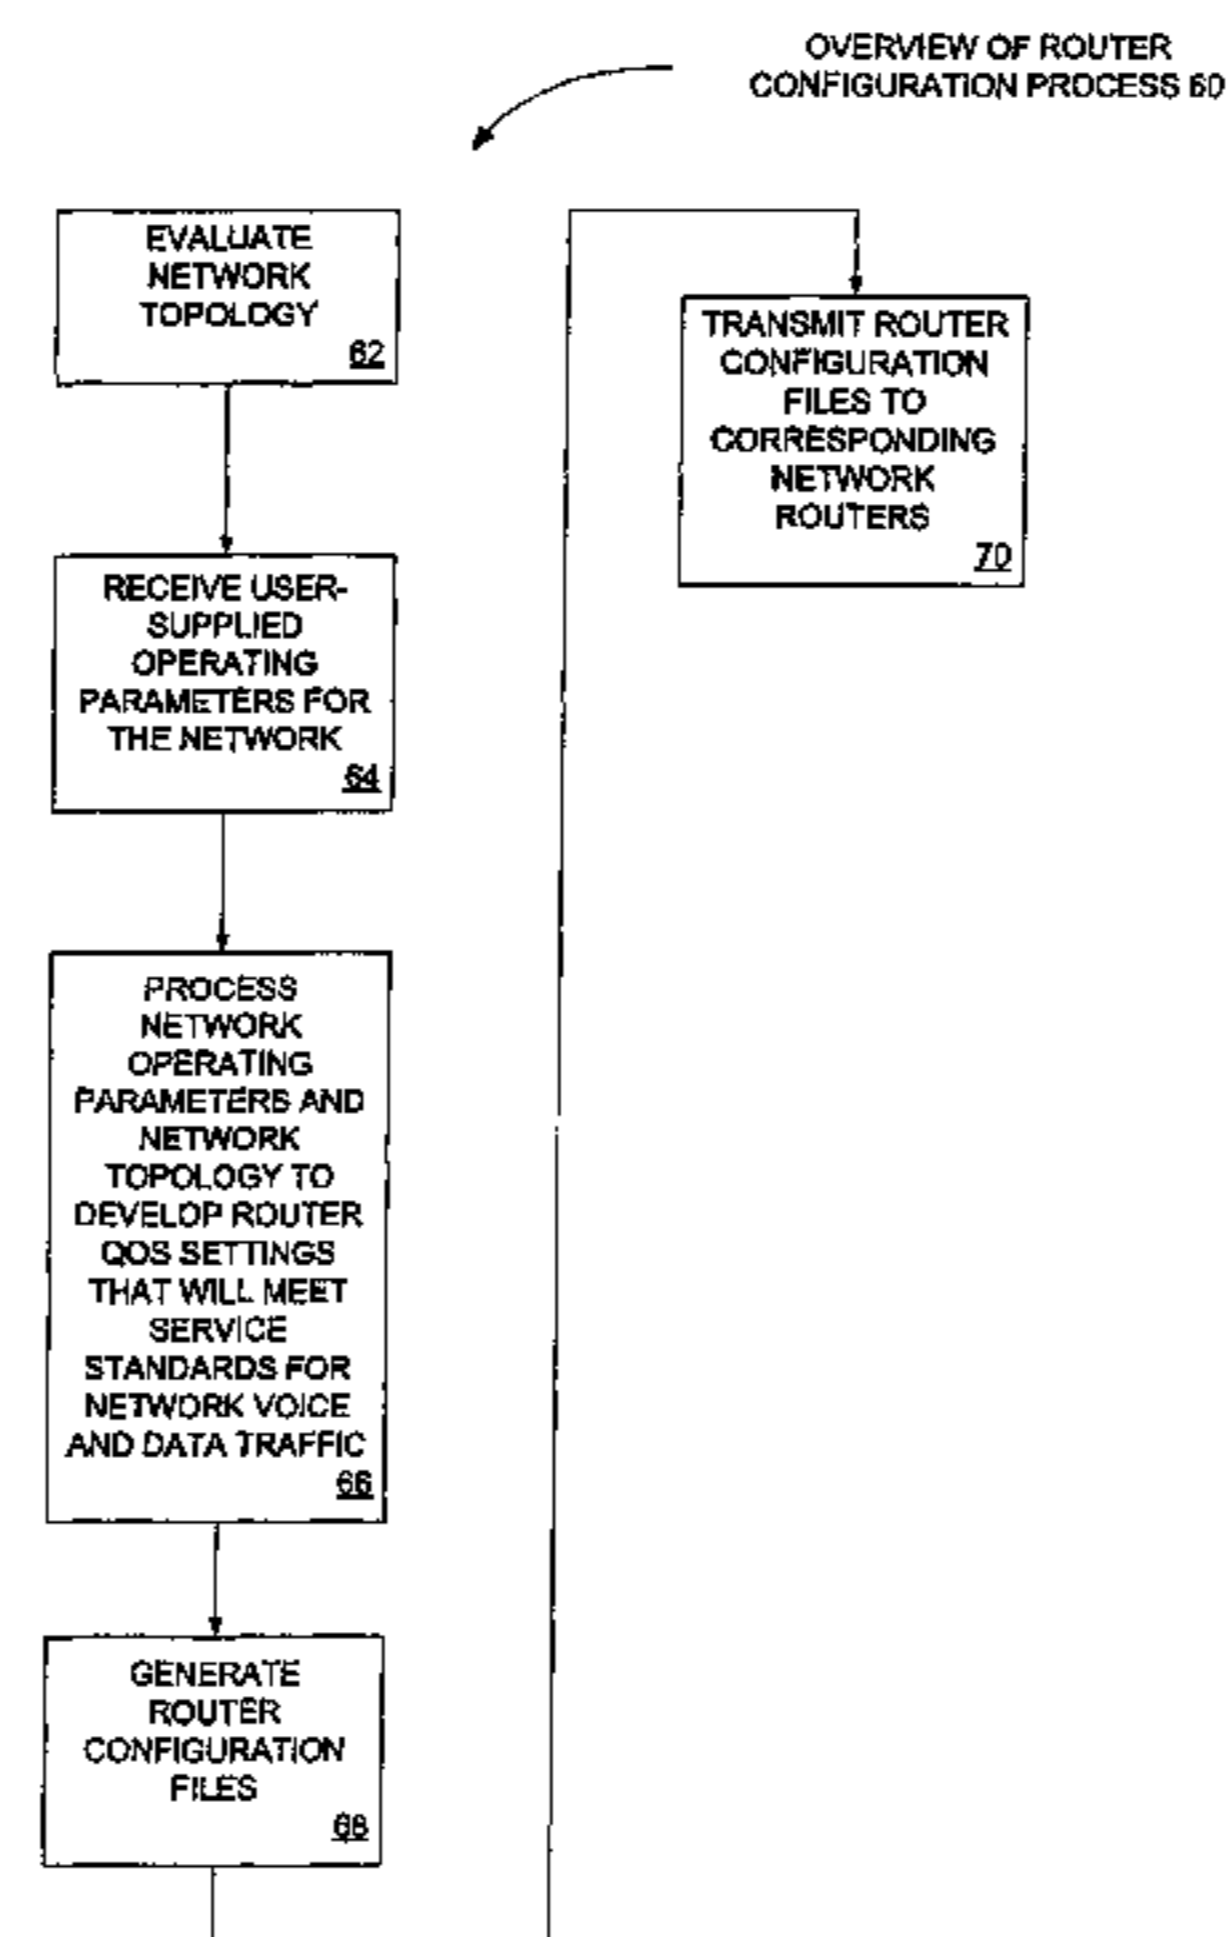 OVERVIEW OF ROUTER
CONFIGURATION PROCESS 60
EVALUATE
NETWORK
TOPOLOGY
62
RECEIVE USER-
SUPPLIED
OPERATING
PARAMETERS FOR
THE NETWORK
64
PROCESS
NETWORK
OPERATING
PARAMETERS AND
NETWORK
TOPOLOGY TO
DEVELOP ROUTER
QOS SETTINGS
THAT WILL MEET
SERVICE
STANDARDS FOR
NETWORK VOICE
AND DATA TRAFFIC
66
GENERATE
ROUTER
CONFIGURATION
FILES
68
TRANSMIT ROUTER
CONFIGURATION
FILES TO
CORRESPONDING
NETWORK
ROUTERS
70